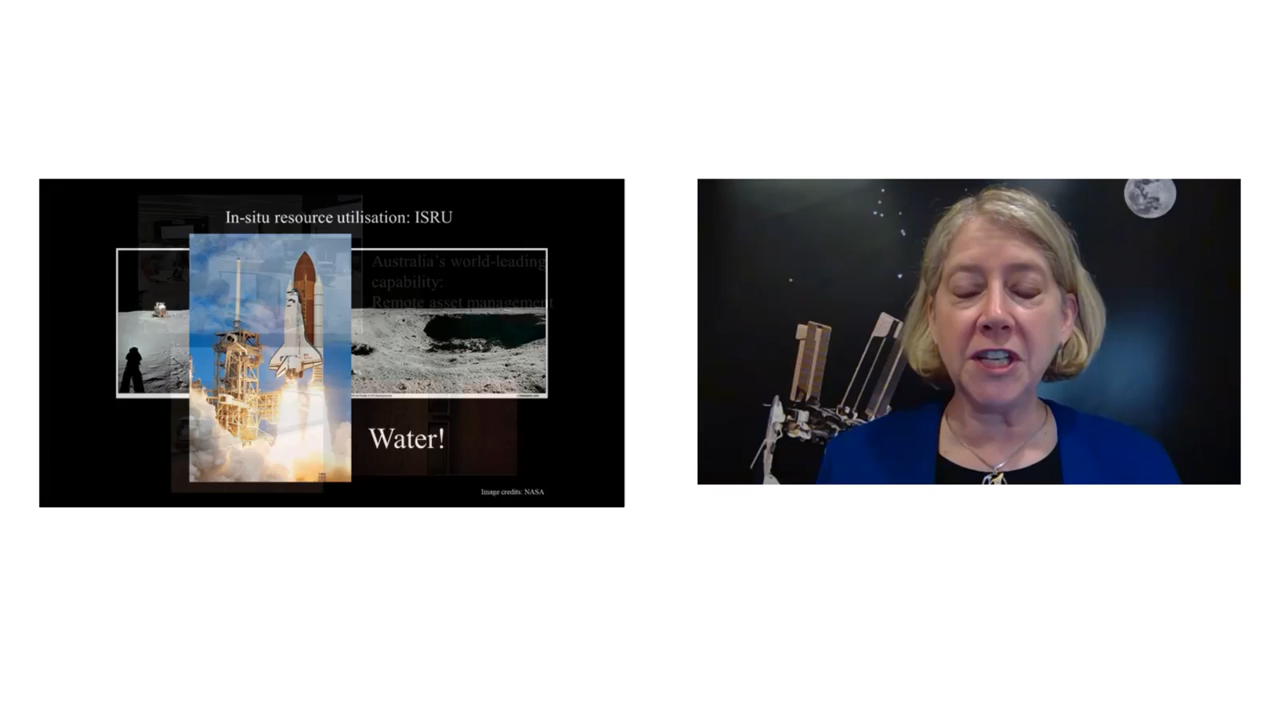 In-situ resource utilisation: ISRU
Australia's world-leading
capability:
Remote asset management
Water!
Image credits: NASA